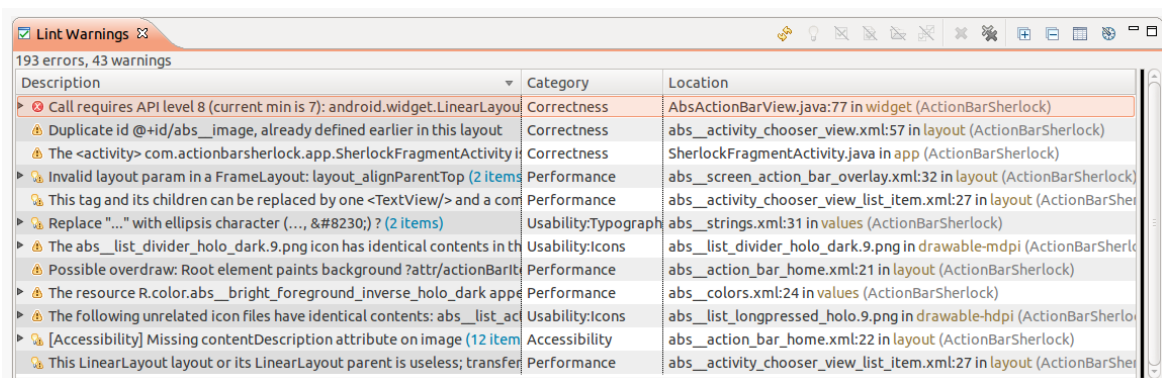 Lint Warnings
193 errors, 43 warnings
Description Category Location
Call requires API level 8 (current min is 7): android.widget.LinearLayou Correctness AbsActionBarView.java:77 in widget (ActionBarSherlock)
Duplicate id @+id/abs__image, already defined earlier in this layout Correctness abs__activity_chooser_view.xml:57 in layout (ActionBarSherlock)
The <activity> com.actionbarsherlock.app.SherlockFragmentActivity is Correctness SherlockFragmentActivity.java in app (ActionBarSherlock)
Invalid layout param in a FrameLayout: layout_alignParentTop (2 items Performance abs__screen_action_bar_overlay.xml:32 in layout (ActionBarSherlock)
This tag and its children can be replaced by one <TextView/> and a com Performance abs__activity_chooser_view_list_item.xml:27 in layout (ActionBarSher
Replace "..." with ellipsis character (…, &#8230;) ? (2 items) Usability:Typograph abs__strings.xml:31 in values (ActionBarSherlock)
The abs__list_divider_holo_dark.9.png icon has identical contents in th Usability:Icons abs__list_divider_holo_dark.9.png in drawable-mdpi (ActionBarSherlo
Possible overdraw: Root element paints background ?attr/actionBarIt Performance abs__action_bar_home.xml:21 in layout (ActionBarSherlock)
The resource R.color.abs__bright_foreground_inverse_holo_dark appe Performance abs__colors.xml:24 in values (ActionBarSherlock)
The following unrelated icon files have identical contents: abs__list_act Usability:Icons abs__list_longpressed_holo.9.png in drawable-hdpi (ActionBarSherlo
[Accessibility] Missing contentDescription attribute on image (12 item Accessibility abs__action_bar_home.xml:22 in layout (ActionBarSherlock)
This LinearLayout layout or its LinearLayout parent is useless; transfer Performance abs__activity_chooser_view_list_item.xml:27 in layout (ActionBarSher